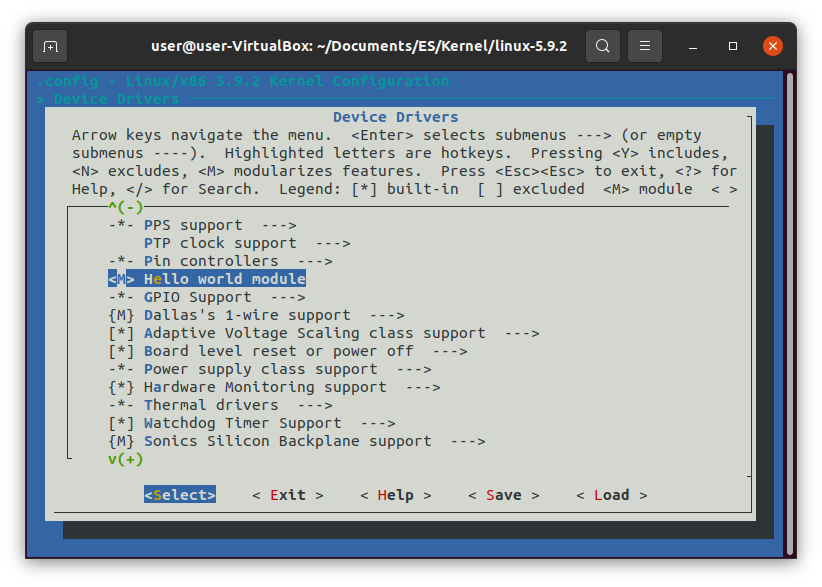 user@user-VirtualBox: ~/Documents/ES/Kernel/linux-5.9.2
.config - Linux/x86 5.9.2 Kernel Configuration
> Device Drivers
Device Drivers
Arrow keys navigate the menu.  <Enter> selects submenus ---> (or empty
submenus ----).  Highlighted letters are hotkeys.  Pressing <Y> includes,
<N> excludes, <M> modularizes features.  Press <Esc><Esc> to exit, <?> for
Help, </> for Search.  Legend: [*] built-in  [ ] excluded  <M> module  < >
^(-)
-*- PPS support  --->
PTP clock support  --->
-*- Pin controllers  --->
<M> Hello world module
-*- GPIO Support  --->
{M} Dallas's 1-wire support  --->
[*] Adaptive Voltage Scaling class support  --->
[*] Board level reset or power off  --->
-*- Power supply class support  --->
{*} Hardware Monitoring support  --->
-*- Thermal drivers  --->
[*] Watchdog Timer Support  --->
{M} Sonics Silicon Backplane support  --->
v(+)
<Select>    < Exit >    < Help >    < Save >    < Load >